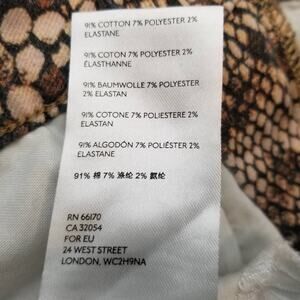 91% COTTON 7% POLYESTER 2%
ELASTANE
91% COTON 7% POLYESTER 2%
ÉLASTHANNE
91% BAUMWOLLE 7% POLYESTER
2% ELASTAN
91% COTONE 7% POLIESTERE 2%
ELASTAN
91% ALGODÓN 7% POLIÉSTER 2%
ELASTANE
91% 棉 7% 涤纶 2% 氨纶
RN 66170
CA 32054
FOR EU
24 WEST STREET
LONDON, WC2H9NA